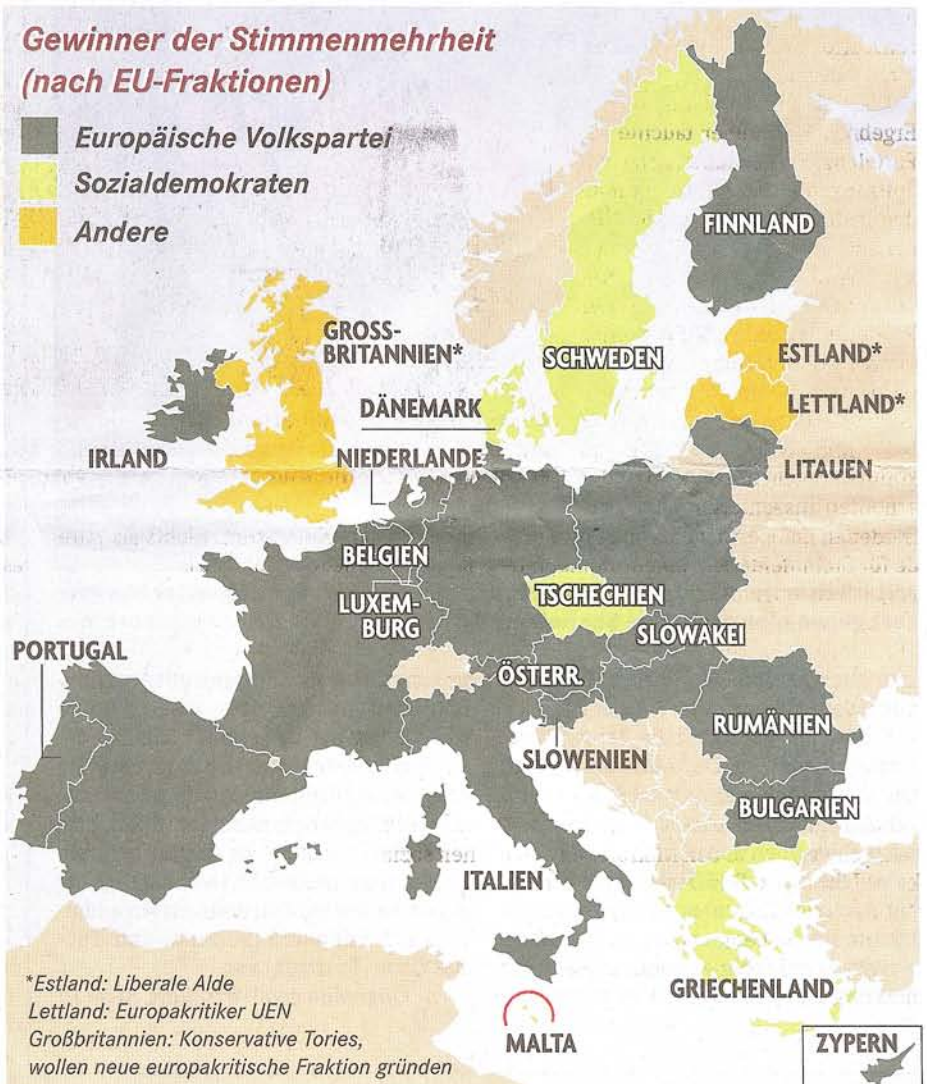 Gewinner der Stimmenmehrheit
(nach EU-Fraktionen)
Europäische Volkspartei
Sozialdemokraten
Andere
FINNLAND
GROSS-
BRITANNIEN*
SCHWEDEN
ESTLAND*
DÄNEMARK
LETTLAND*
IRLAND
NIEDERLANDE
LITAUEN
BELGIEN
TSCHECHIEN
LUXEM-
BURG
SLOWAKEI
PORTUGAL
ÖSTERR.
RUMÄNIEN
SLOWENIEN
BULGARIEN
ITALIEN
GRIECHENLAND
MALTA
ZYPERN
*Estland: Liberale Alde
Lettland: Europakritiker UEN
Großbritannien: Konservative Tories,
wollen neue europakritische Fraktion gründen